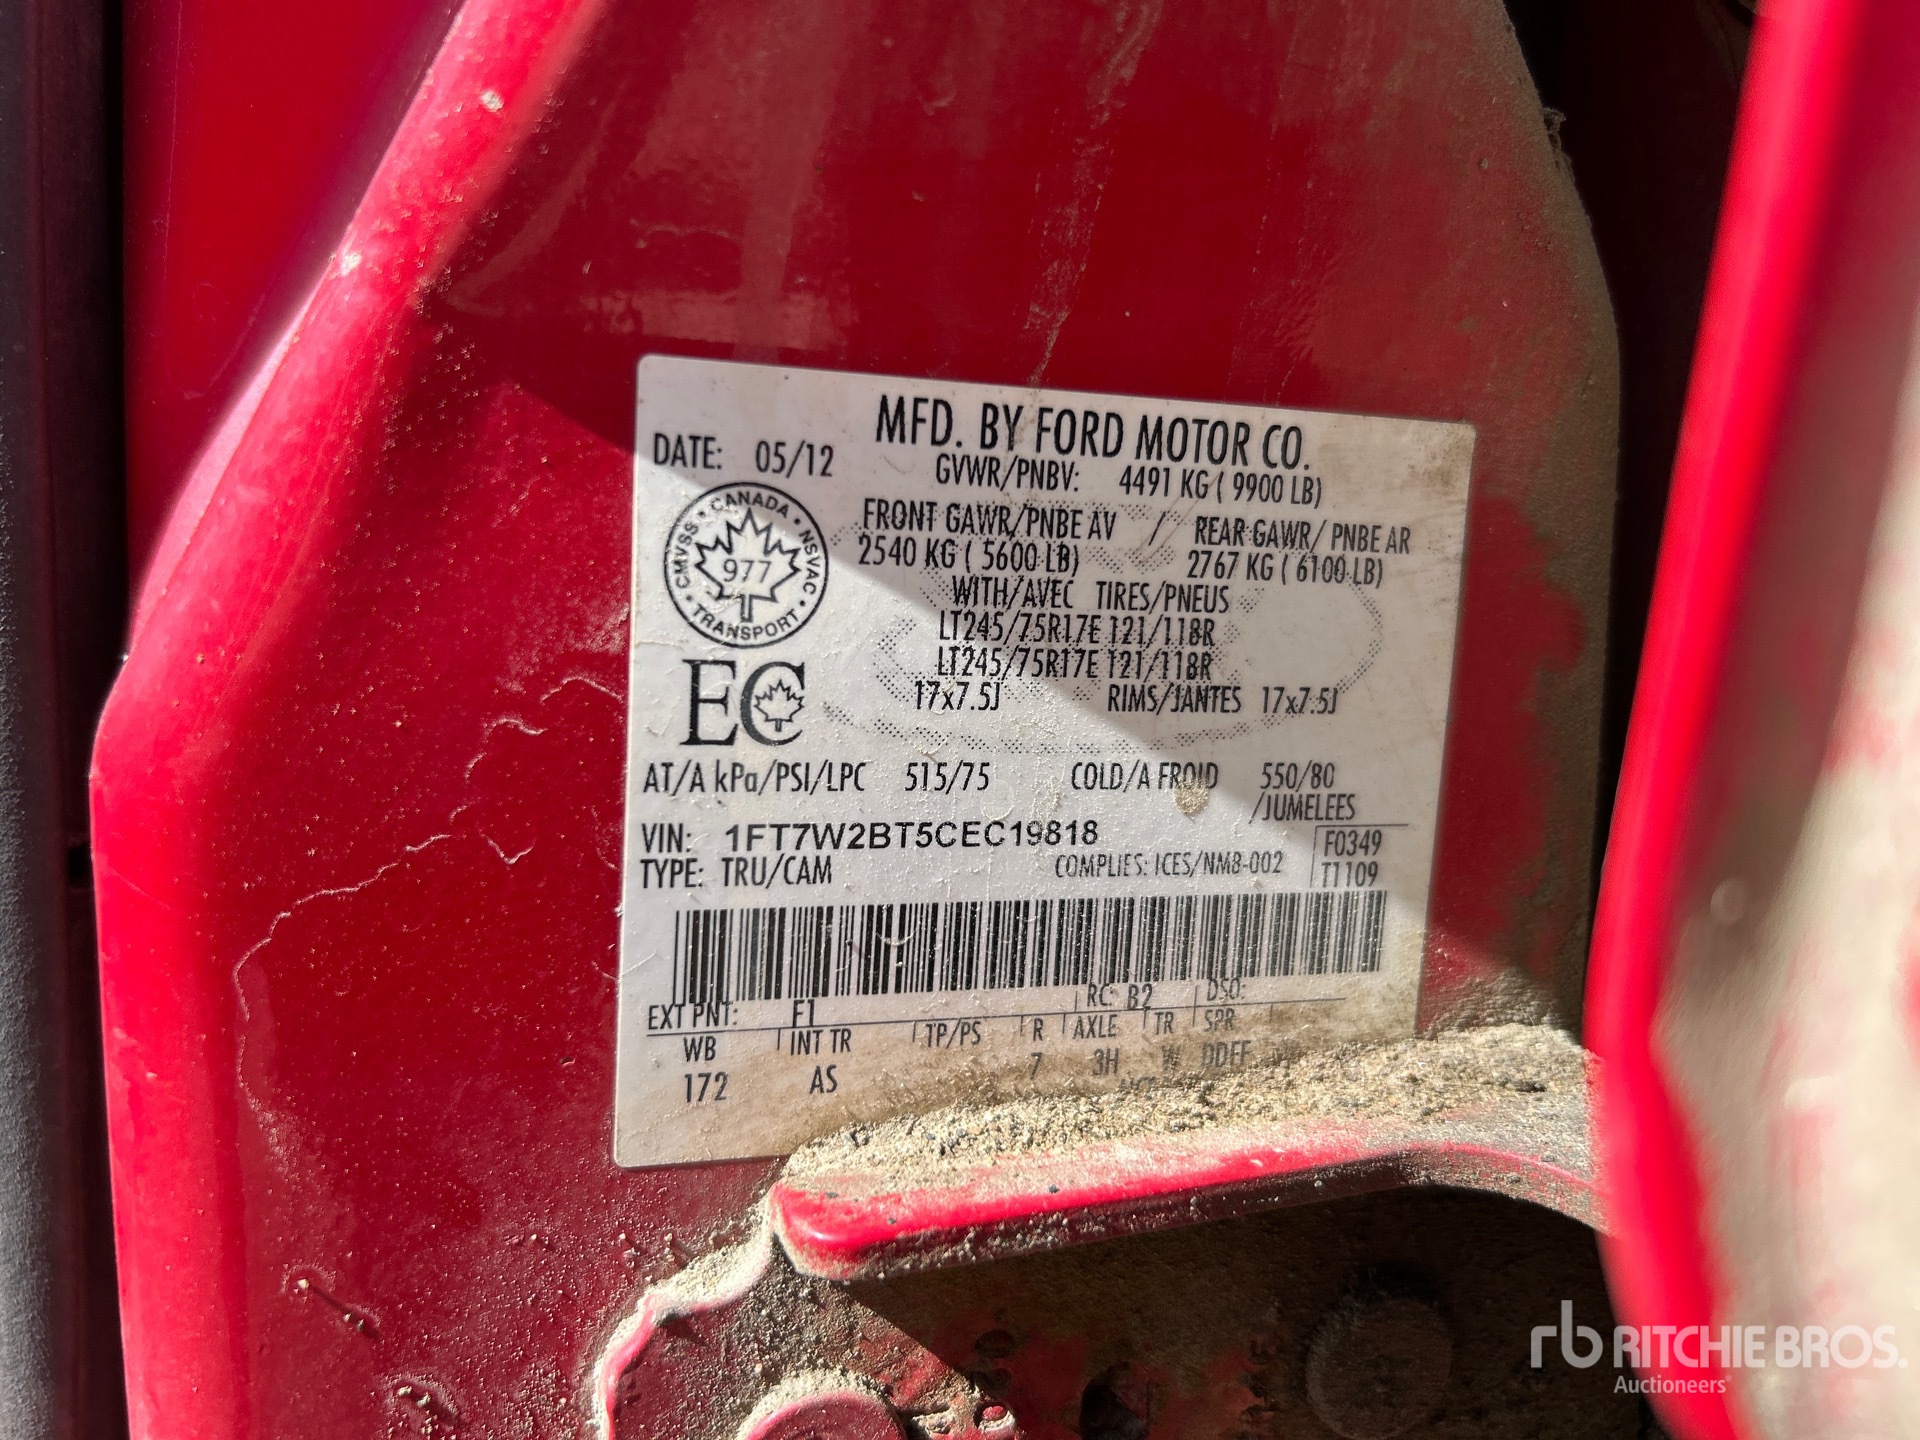 MFD. BY FORD MOTOR CO.
DATE: 05/12
GVWR/PNBV: 4491 KG ( 9900 LB)
FRONT GAWR/PNBE AV / REAR GAWR/ PNBE AR
2540 KG ( 5600 LB) 2767 KG ( 6100 LB)
WITH/AVEC TIRES/PNEUS
LT245/75R17E 121/118R
LT245/75R17E 121/118R
17x7.5J RIMS/JANTES 17x7.5J
CANADA • NSVAC • TRANSPORT • CMVSS •
977
EC
AT/A kPa/PSI/LPC 515/75 COLD/A FROID 550/80
/JUMELEES
VIN: 1FT7W2BT5CEC19818
F0349
TYPE: TRU/CAM COMPLIES: ICES/NMB-002
T1109
EXT PNT: F1 RC: B2 DSO:
WB INT TR TP/PS R AXLE TR SPR
172 AS 7 3H W DDFF
rb RITCHIE BROS.
Auctioneers